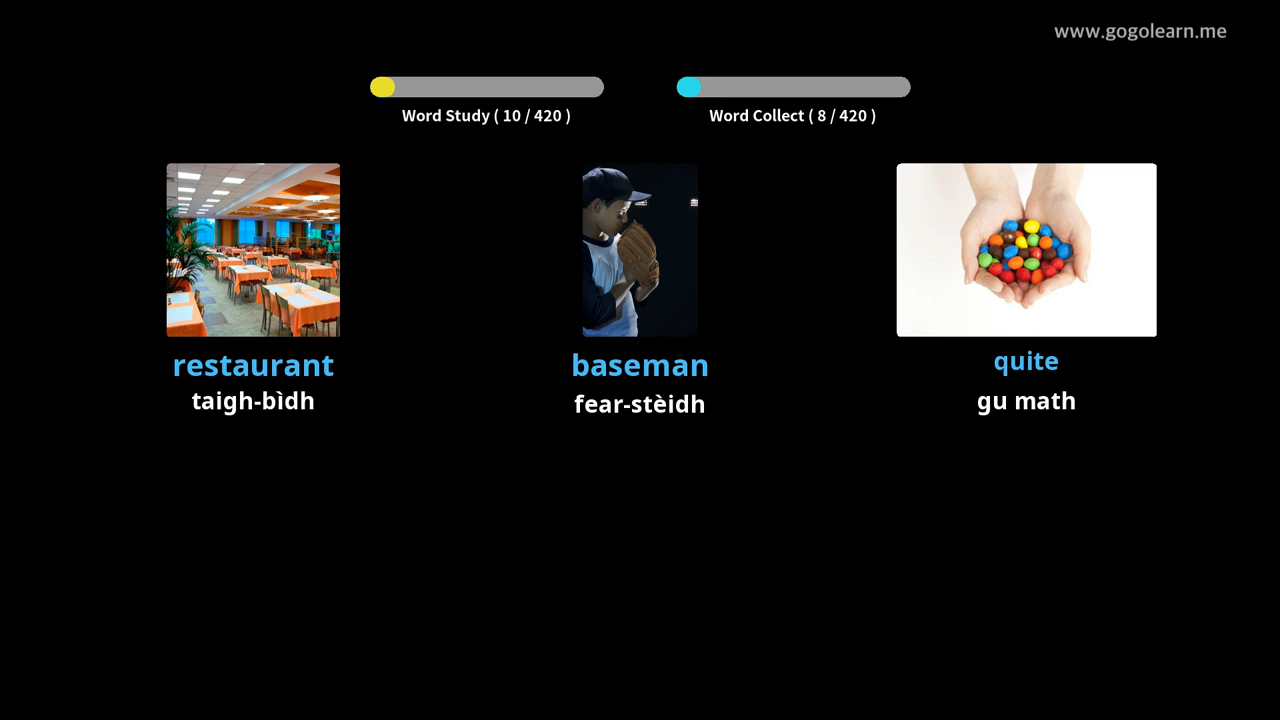 www.gogolearn.me
Word Study ( 10 / 420 )
Word Collect ( 8 / 420 )
restaurant
taigh-bìdh
baseman
fear-stèidh
quite
gu math